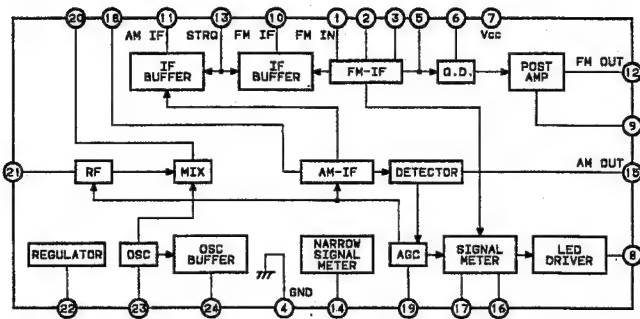 20 18 11 13 10 1 2 3 5 6 7
AM IF STRQ FM IF FM IN Vcc
IF BUFFER
IF BUFFER
FM-IF
Q.D.
POST AMP
FM OUT
12
9
21
RF
MIX
AM-IF
DETECTOR
AM OUT
15
REGULATOR
OSC
OSC BUFFER
GND
NARROW SIGNAL METER
AGC
SIGNAL METER
LED DRIVER
8
22 23 24 4 14 19 17 16